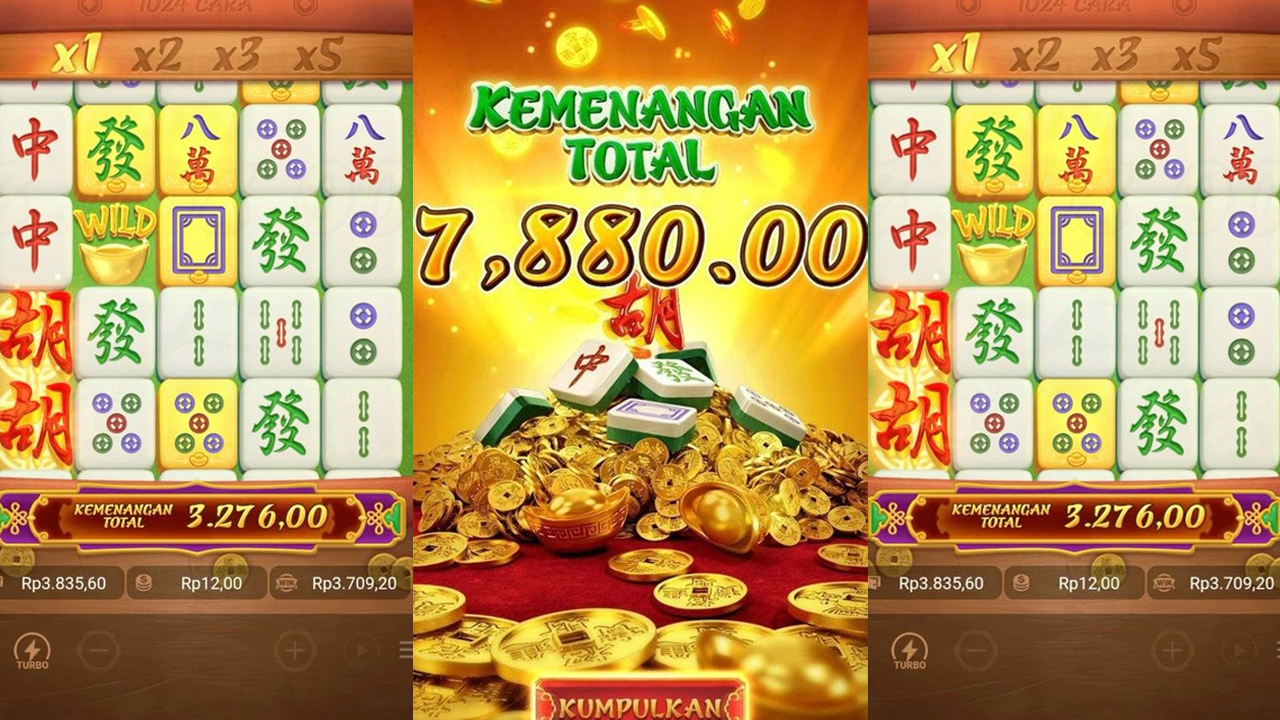 1024 CARA
x1 x2 x3 x5
中 發 八萬 八萬
中 WILD 發
胡 發
胡 發
KEMENANGAN TOTAL 3.276,00
Rp3.835,60 Rp12,00 WIN Rp3.709,20
TURBO
KEMENANGAN
TOTAL
7,880.00
胡
中 發
KUMPULKAN
1024 CARA
x1 x2 x3 x5
中 發 八萬 八萬
中 WILD 發
胡 發
胡 發
KEMENANGAN TOTAL 3.276,00
Rp3.835,60 Rp12,00 WIN Rp3.709,20
TURBO